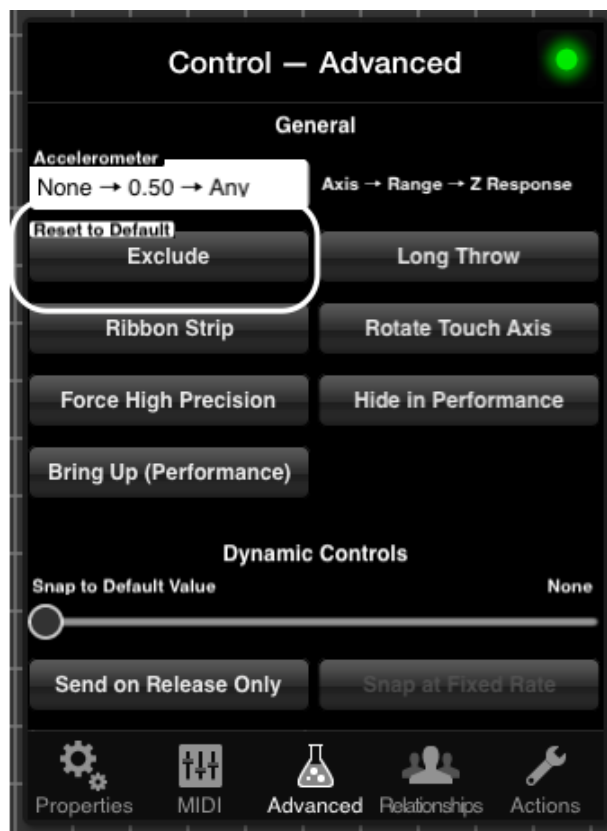 Control — Advanced
General
Accelerometer
None → 0.50 → Any
Axis → Range → Z Response
Reset to Default
Exclude
Long Throw
Ribbon Strip
Rotate Touch Axis
Force High Precision
Hide in Performance
Bring Up (Performance)
Dynamic Controls
Snap to Default Value
None
Send on Release Only
Snap at Fixed Rate
Properties
MIDI
Advanced
Relationships
Actions